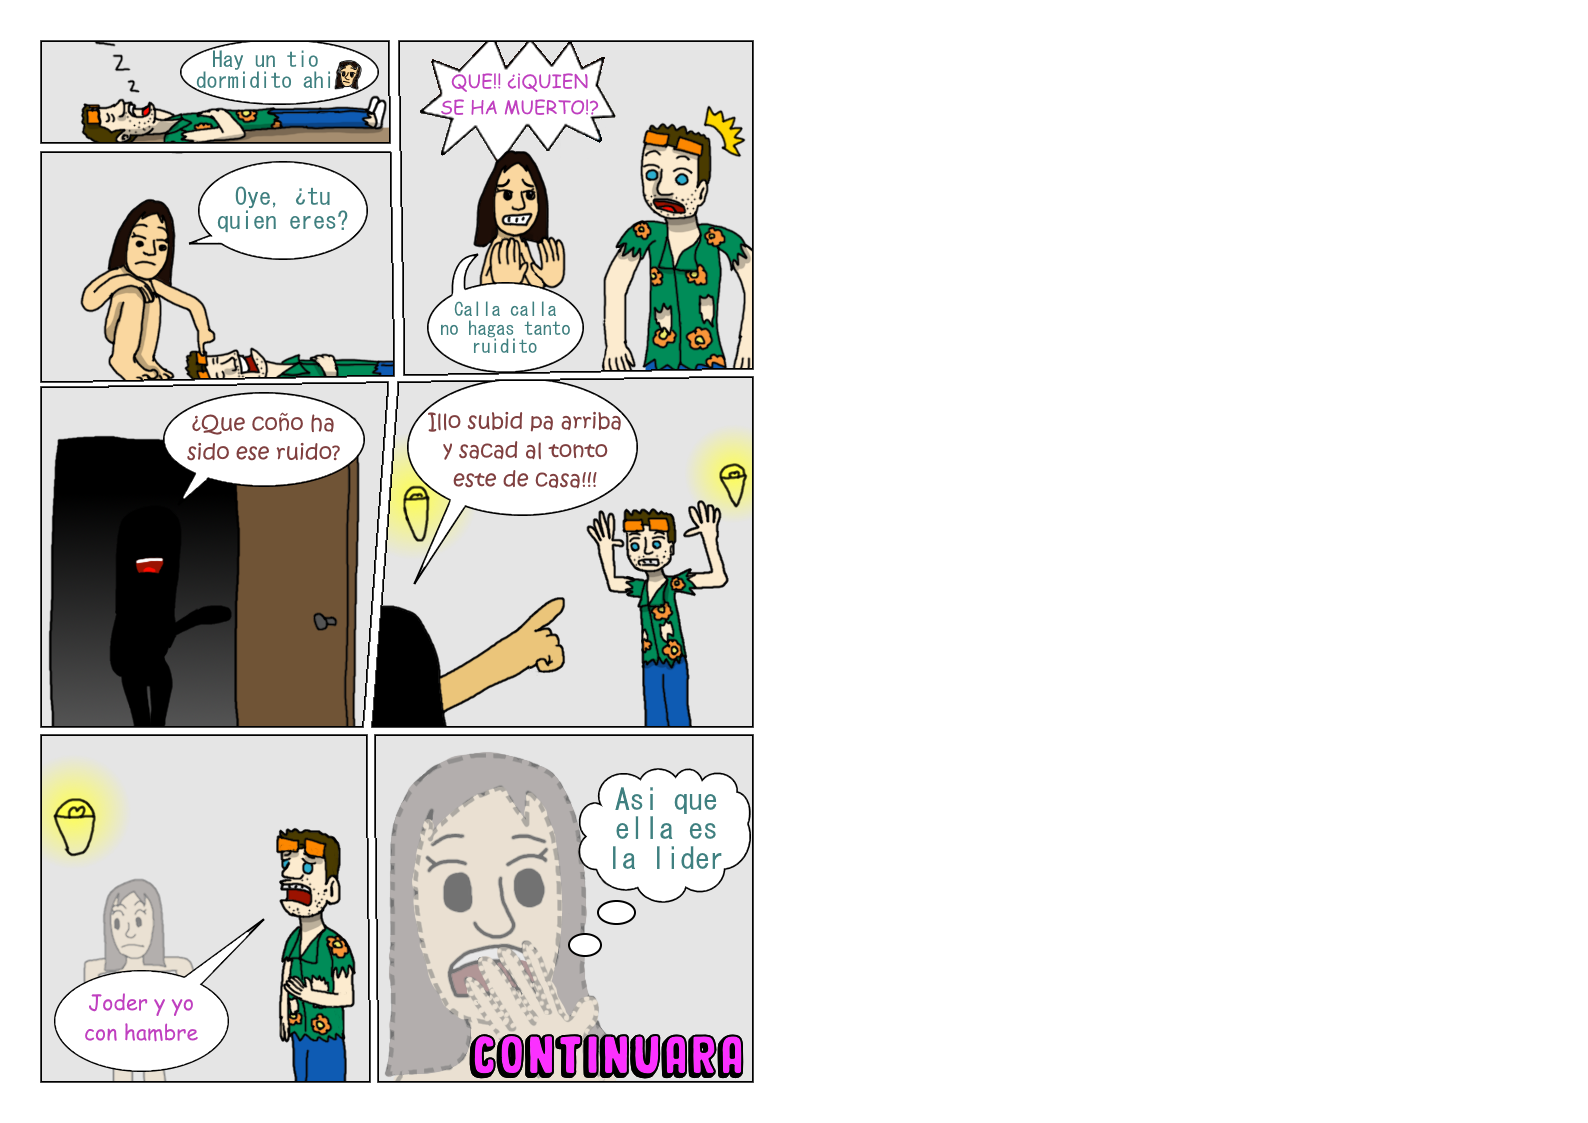 Z
Z
Hay un tio
dormidito ahi
QUE!! ¿¡QUIEN
SE HA MUERTO!?
Oye, ¿tu
quien eres?
Calla calla
no hagas tanto
ruidito
¿Que coño ha
sido ese ruido?
Illo subid pa arriba
y sacad al tonto
este de casa!!!
Joder y yo
con hambre
Asi que
ella es
la lider
CONTINUARA